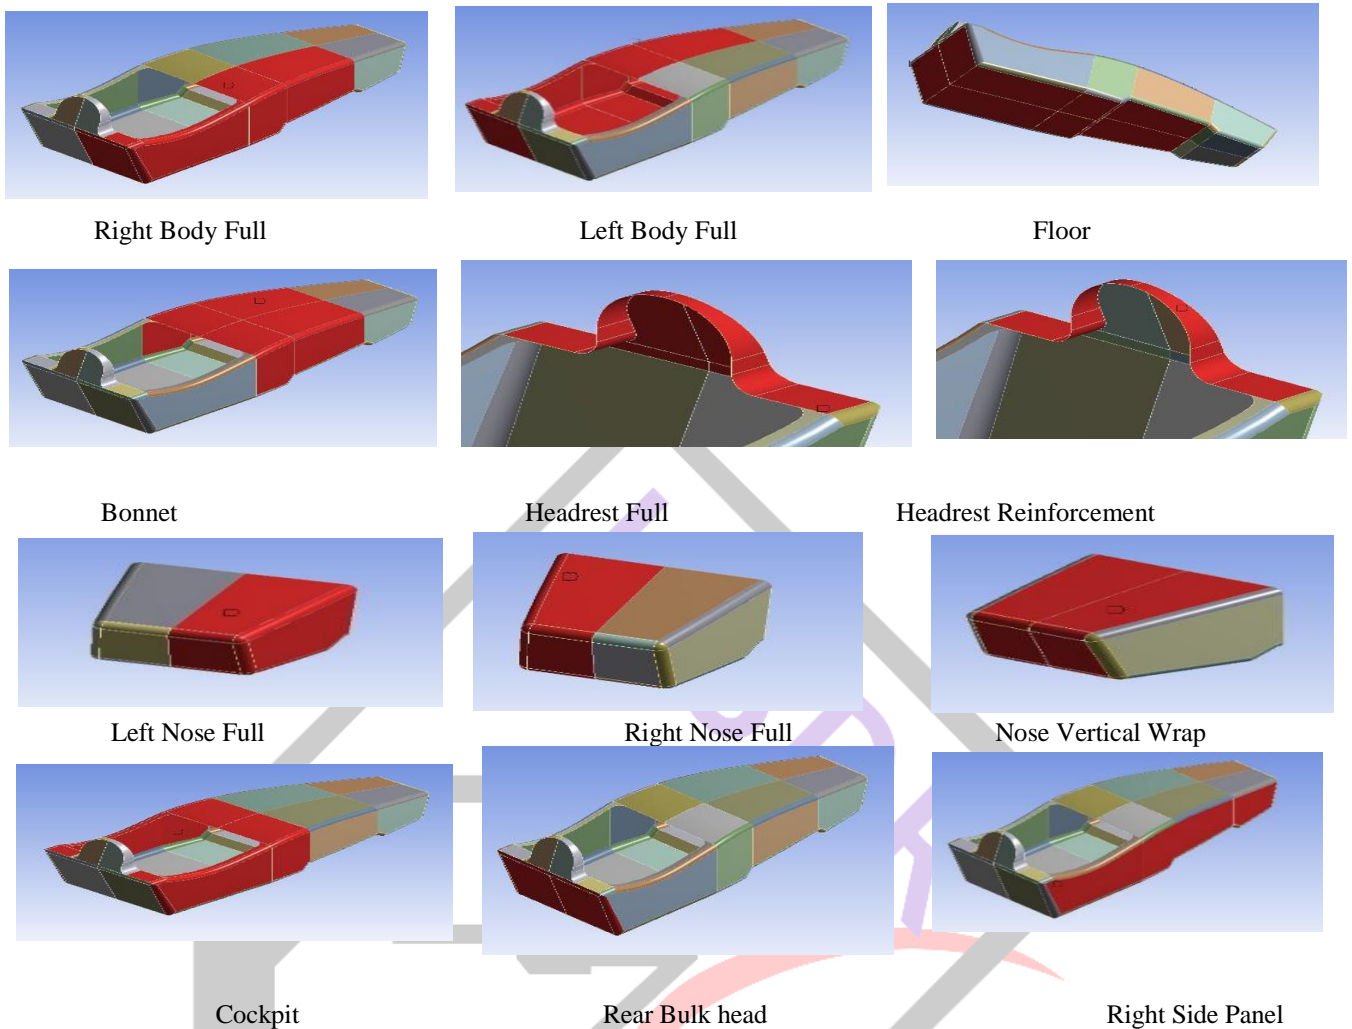 Right Body Full
Left Body Full
Floor
Bonnet
Headrest Full
Headrest Reinforcement
Left Nose Full
Right Nose Full
Nose Vertical Wrap
Cockpit
Rear Bulk head
Right Side Panel